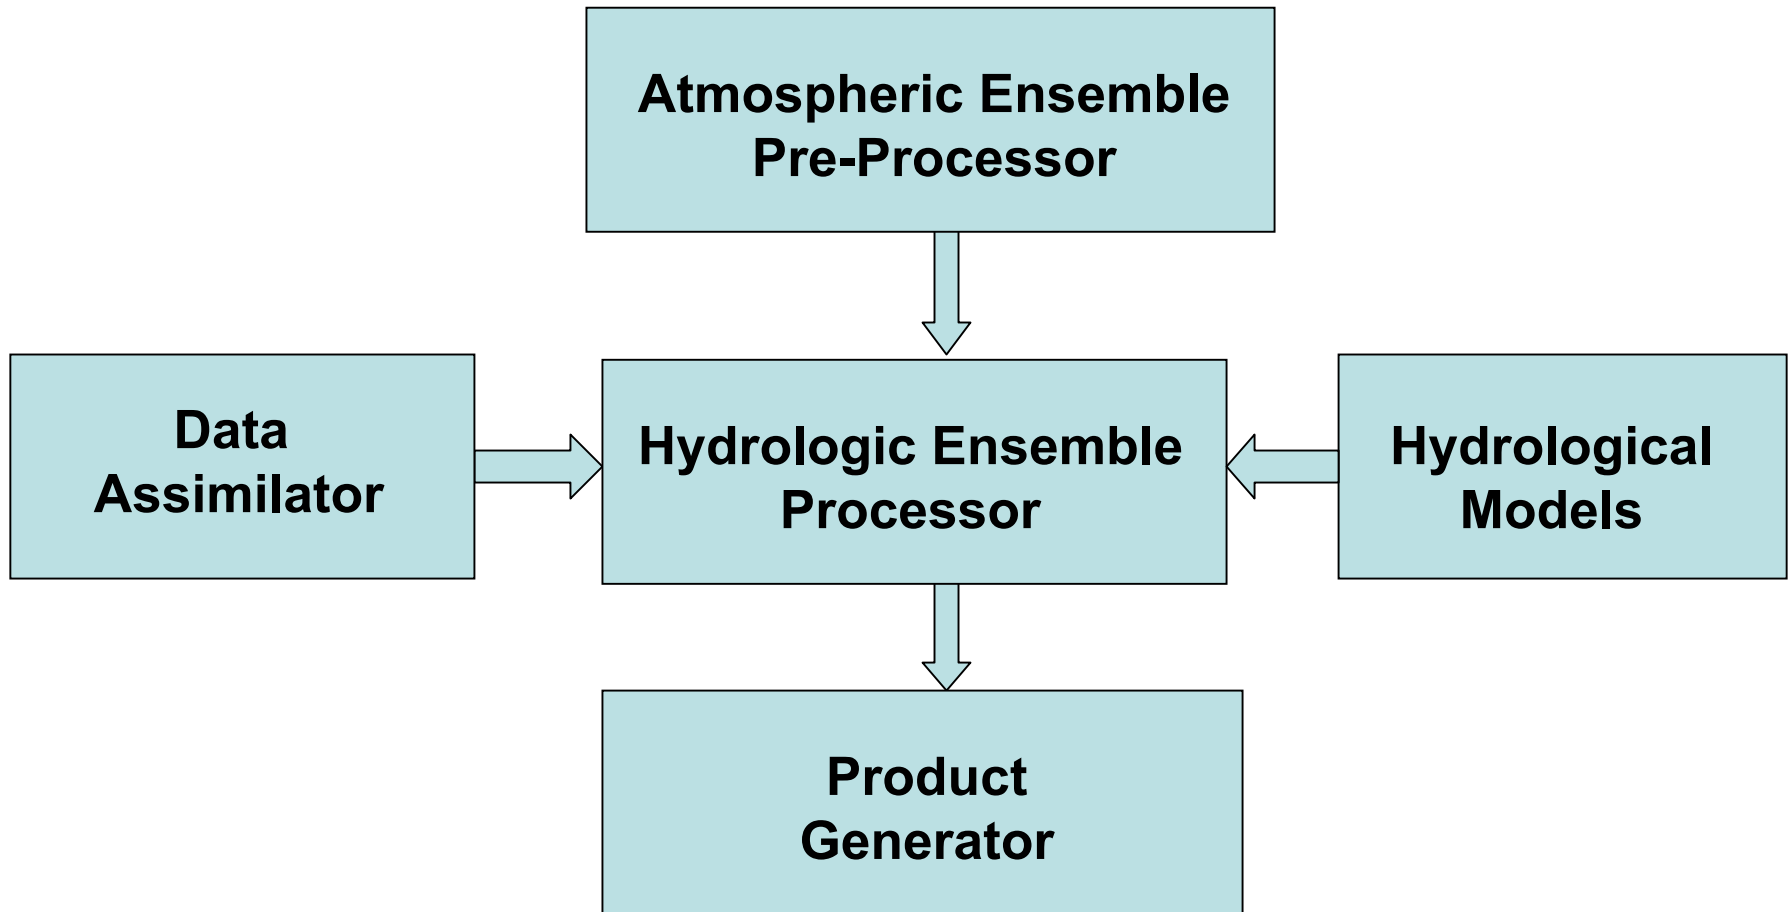 Atmospheric Ensemble
Pre-Processor
Data
Assimilator
Hydrologic Ensemble
Processor
Hydrological
Models
Product
Generator